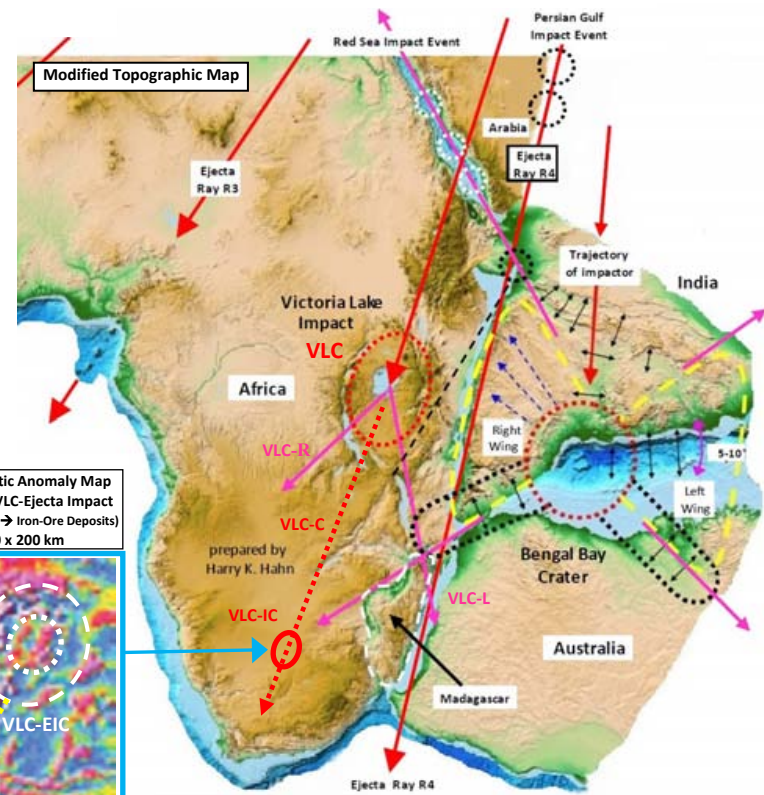 Persian Gulf
Impact Event
Red Sea Impact Event
Modified Topographic Map
Arabia
Ejecta
Ray R4
Ejecta
Ray R3
Trajectory
of impactor
India
Victoria Lake
Impact
VLC
Africa
Right
Wing
5-10°
VLC-R
Left
Wing
tic Anomaly Map
VLC-Ejecta Impact
→ Iron-Ore Deposits)
x 200 km
VLC-C
prepared by
Harry K. Hahn
Bengal Bay
Crater
VLC-L
VLC-IC
Australia
VLC-EIC
Madagascar
Ejecta Ray R4